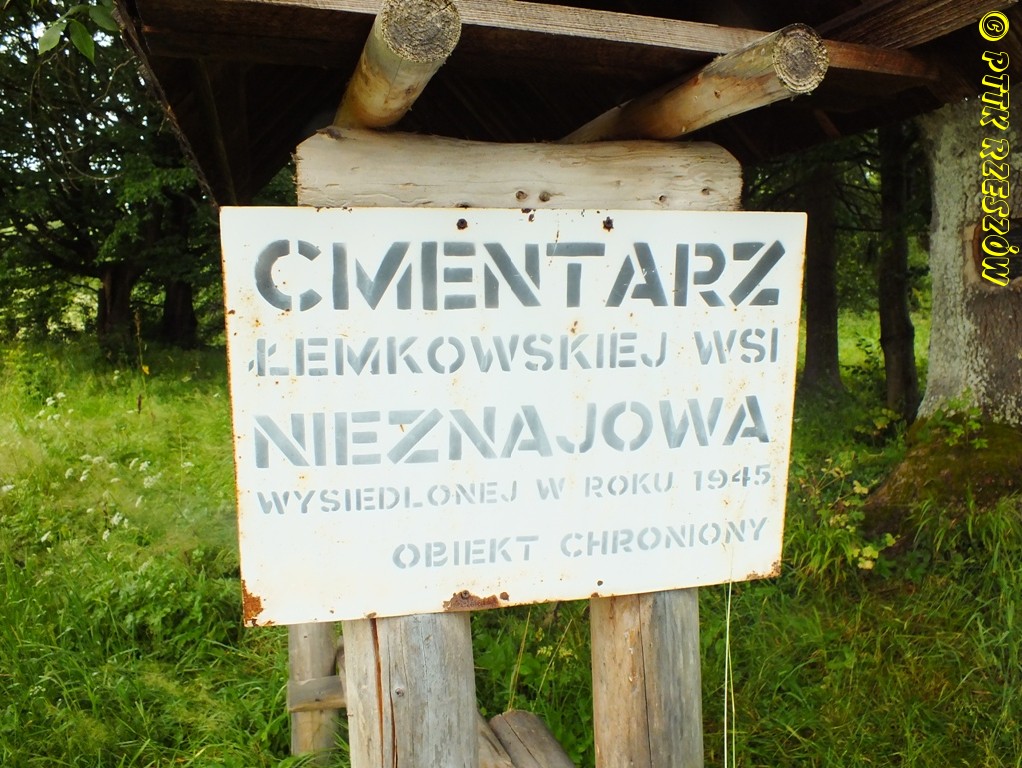 CMENTARZ
ŁEMKOWSKIEJ WSI
NIEZNAJOWA
WYSIEDLONEJ W ROKU 1945
OBIEKT CHRONIONY
© PTTK RZESZÓW